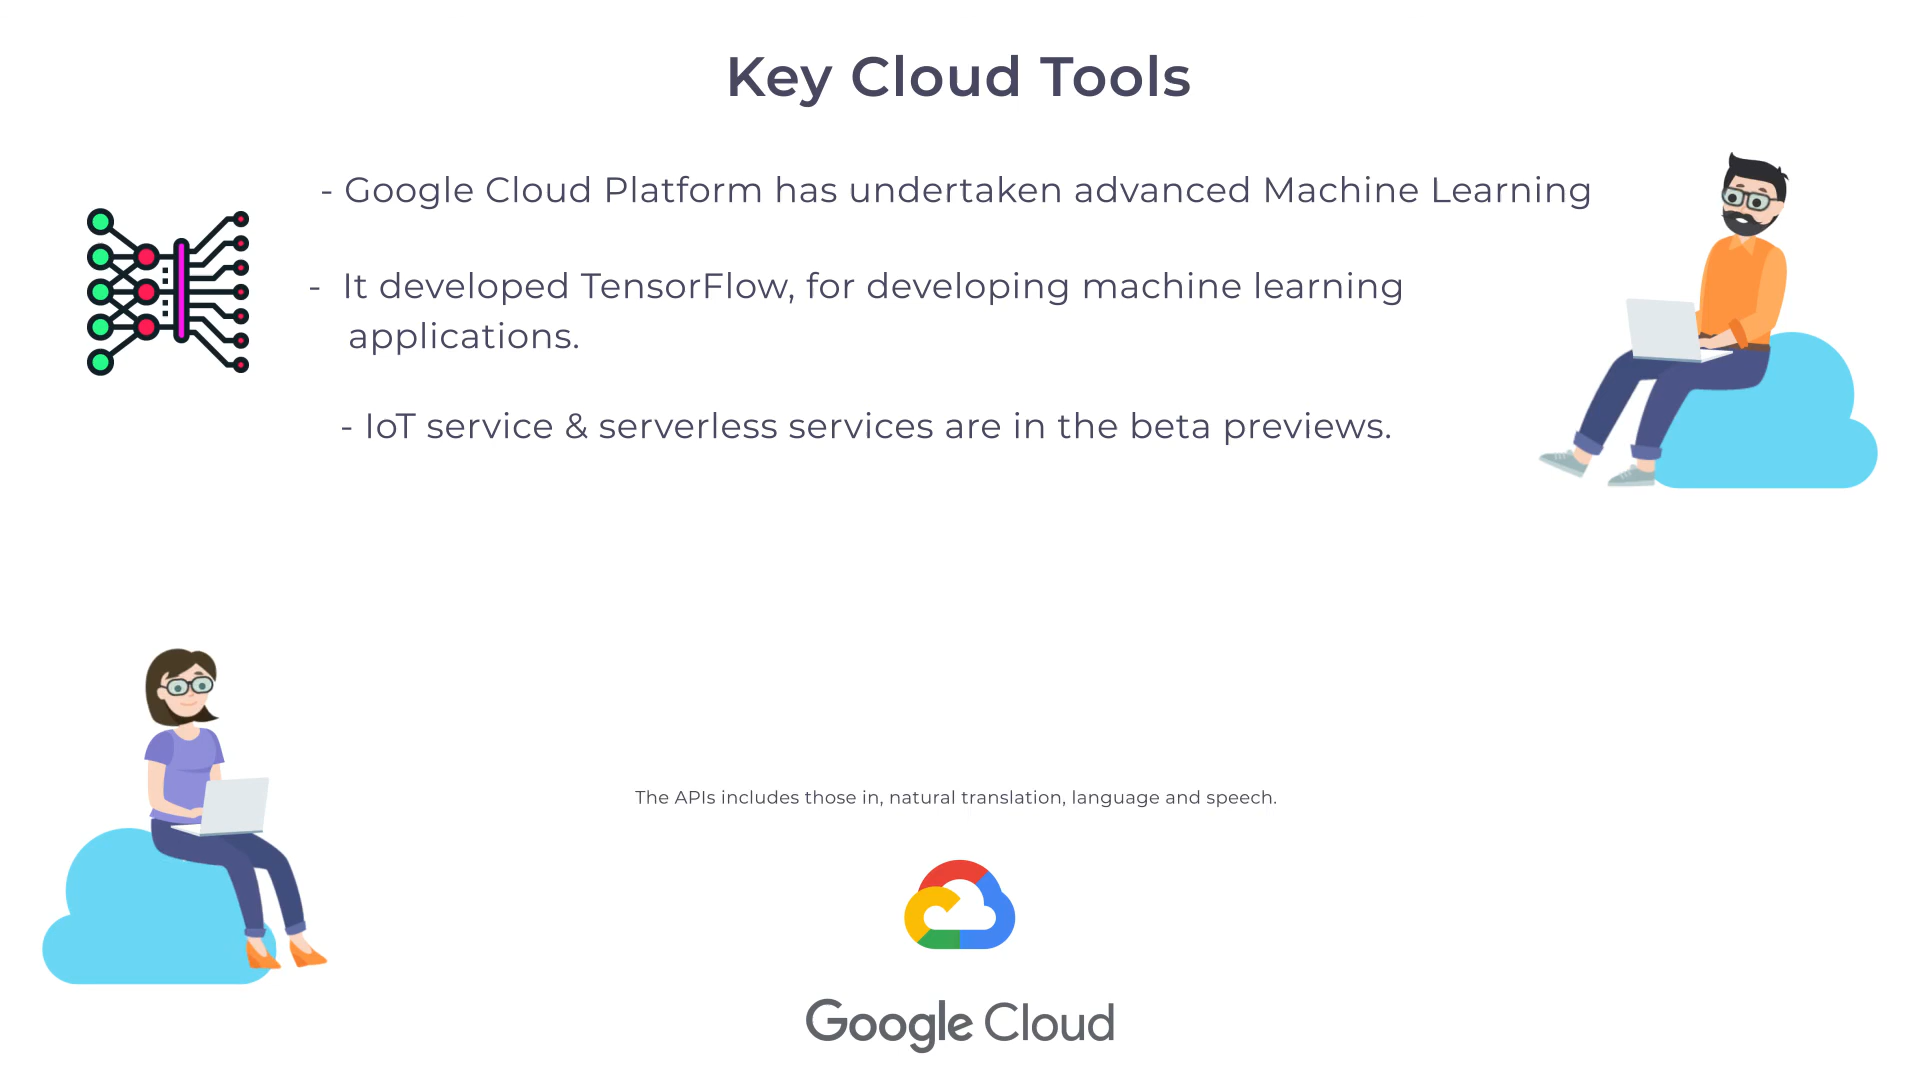 Key Cloud Tools
- Google Cloud Platform has undertaken advanced Machine Learning
- It developed TensorFlow, for developing machine learning
applications.
- IoT service & serverless services are in the beta previews.
The APIs includes those in, natural translation, language and speech.
Google Cloud